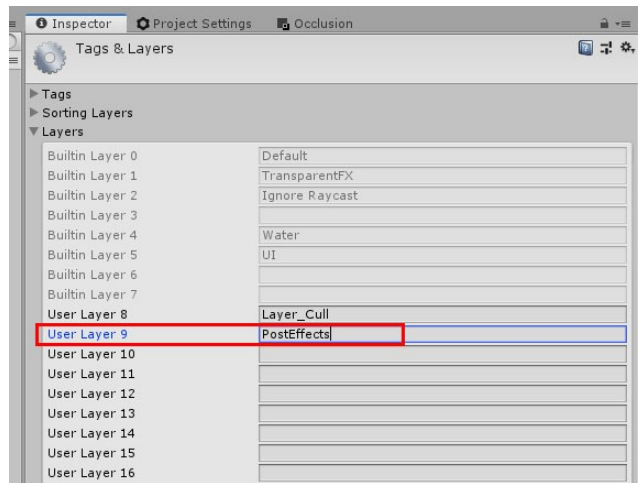 Inspector Project Settings Occlusion
Tags & Layers
Tags
Sorting Layers
Layers
Builtin Layer 0 Default
Builtin Layer 1 TransparentFX
Builtin Layer 2 Ignore Raycast
Builtin Layer 3
Builtin Layer 4 Water
Builtin Layer 5 UI
Builtin Layer 6
Builtin Layer 7
User Layer 8 Layer_Cull
User Layer 9 PostEffects
User Layer 10
User Layer 11
User Layer 12
User Layer 13
User Layer 14
User Layer 15
User Layer 16